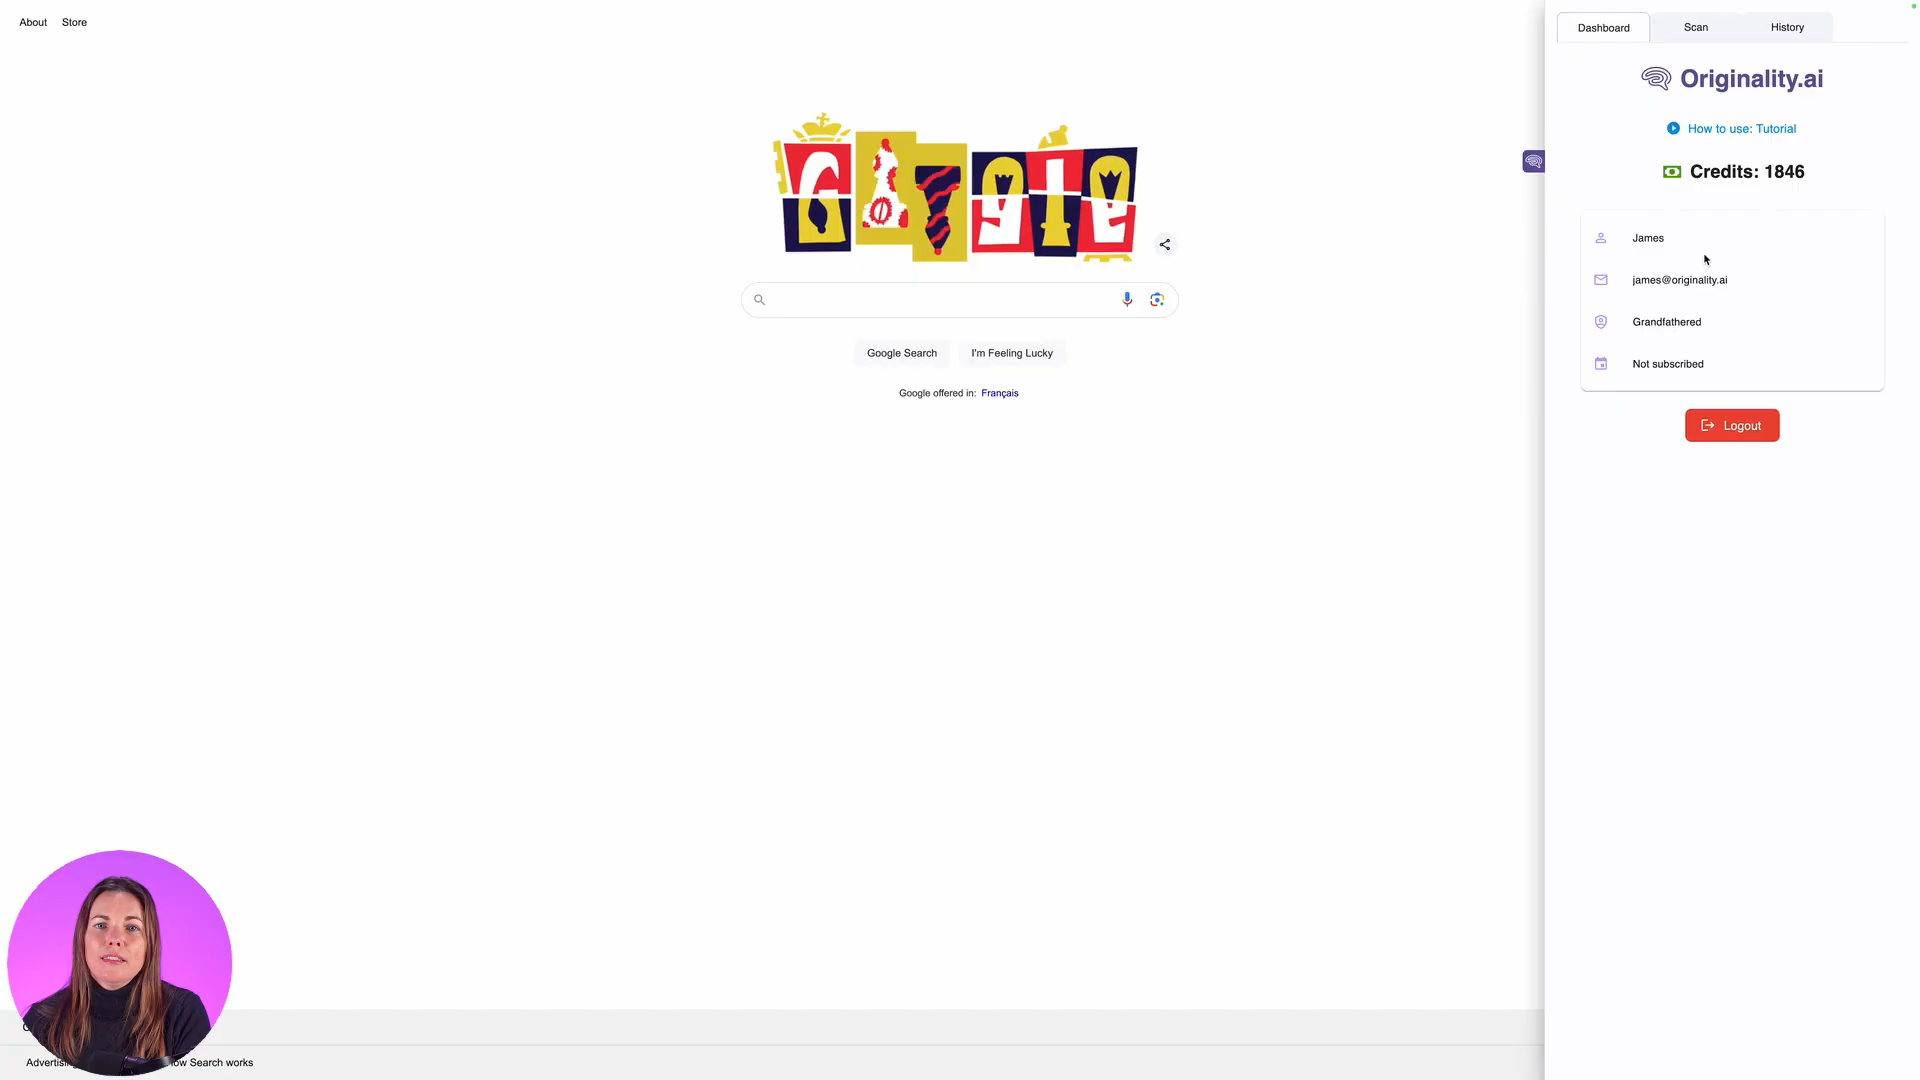 About Store
Dashboard Scan History
Originality.ai
How to use: Tutorial
Credits: 1846
James
james@originality.ai
Grandfathered
Not subscribed
Logout
Google
Google Search I'm Feeling Lucky
Google offered in: Français
Search works